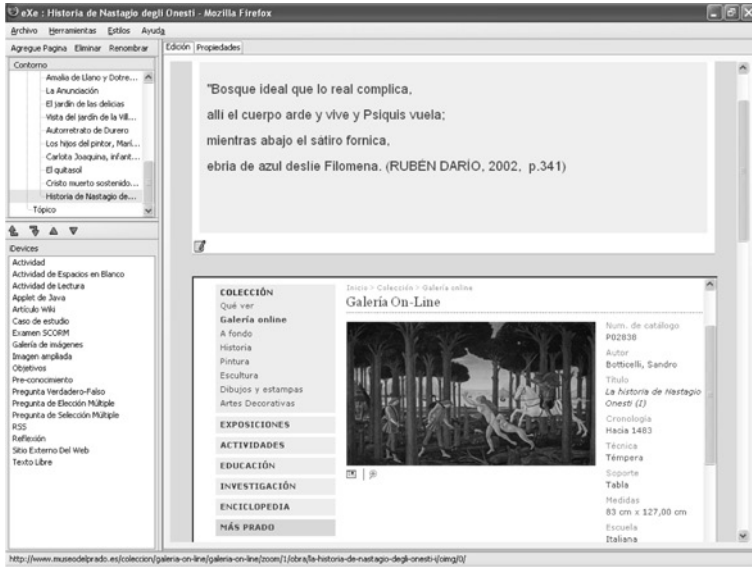 eXe : Historia de Nastagio degli Onesti - Mozilla Firefox
Archivo Herramientas Estilos Ayuda
Agregue Pagina Eliminar Renombrar
Edición Propiedades
Contorno
Amalia de Llano y Dotre...
La Anunciación
El jardín de las delicias
Vista del jardín de la Vill...
Autorretrato de Durero
Los hijos del pintor, Marí...
Carlota Joaquina, infant...
El quitasol
Cristo muerto sostenido...
Historia de Nastagio de...
Tópico
iDevices
Actividad
Actividad de Espacios en Blanco
Actividad de Lectura
Applet de Java
Artículo Wiki
Caso de estudio
Examen SCORM
Galería de imágenes
Imagen ampliada
Objetivos
Pre-conocimiento
Pregunta Verdadero-Falso
Pregunta de Elección Múltiple
Pregunta de Selección Múltiple
RSS
Reflexión
Sitio Externo Del Web
Texto Libre
"Bosque ideal que lo real complica,
allí el cuerpo arde y vive y Psiquis vuela;
mientras abajo el sátiro fornica,
ebria de azul deslíe Filomena. (RUBÉN DARÍO, 2002, p.341)
COLECCIÓN
Qué ver
Galería online
A fondo
Historia
Pintura
Escultura
Dibujos y estampas
Artes Decorativas
EXPOSICIONES
ACTIVIDADES
EDUCACIÓN
INVESTIGACIÓN
ENCICLOPEDIA
MÁS PRADO
Inicio > Colección > Galería online
Galería On-Line
Num. de catálogo
P02838
Autor
Botticelli, Sandro
Título
La historia de Nastagio
Onesti (I)
Cronología
Hacia 1483
Técnica
Témpera
Soporte
Tabla
Medidas
83 cm x 127,00 cm
Escuela
Italiana
http://www.museodelprado.es/coleccion/galeria-on-line/galeria-on-line/zoom/1/obra/la-historia-de-nastagio-degli-onesti-i/oimg/0/